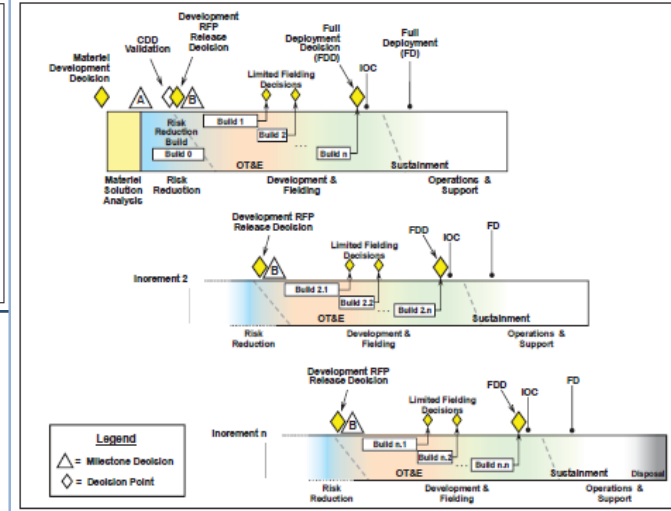 Materiel
Development
Decision
CDD
Validation
Development
RFP
Release
Decision
Full
Deployment
Decision
(FDD)
Full
Deployment
(FD)
IOC
Limited Fielding
Decisions
A
B
Risk
Reduction
Build
Build 0
Build 1
Build 2
...
Build n
OT&E
Sustainment
Materiel
Solution
Analysis
Risk
Reduction
Development &
Fielding
Operations &
Support
Development RFP
Release Decision
Limited Fielding
Decisions
FDD
IOC
FD
B
Increment 2
Build 2.1
Build 2.2
...
Build 2.n
OT&E
Sustainment
Risk
Reduction
Development &
Fielding
Operations &
Support
Development RFP
Release Decision
Limited Fielding
Decisions
FDD
IOC
FD
B
Increment n
Build n.1
Build n.2
...
Build n.n
OT&E
Sustainment
Disposal
Risk
Reduction
Development &
Fielding
Operations &
Support
Legend
= Milestone Decision
= Decision Point